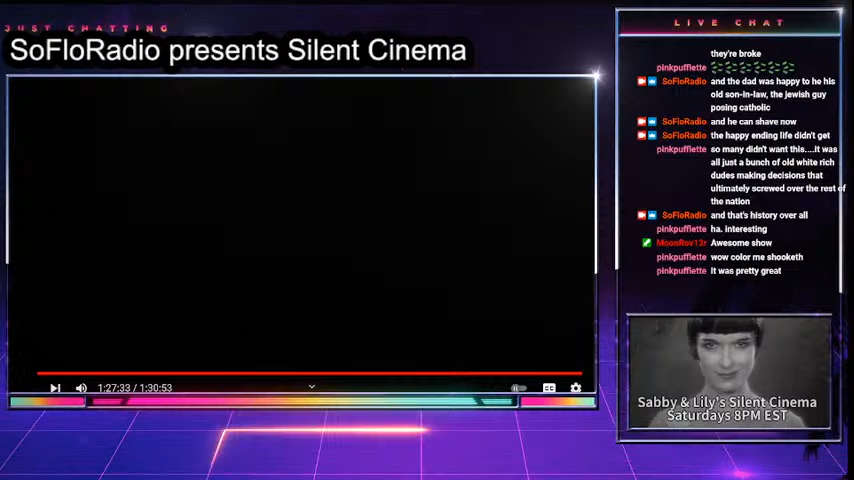 JUST CHATTING
SoFloRadio presents Silent Cinema
1:27:33 / 1:30:53
CC
LIVE CHAT
they're broke
pinkpufflette
SoFloRadio and the dad was happy to he his
old son-in-law, the jewish guy
posing catholic
SoFloRadio and he can shave now
SoFloRadio the happy ending life didn't get
pinkpufflette so many didn't want this....it was
all just a bunch of old white rich
dudes making decisions that
ultimately screwed over the rest of
the nation
SoFloRadio and that's history over all
pinkpufflette ha. interesting
MoonRov13r Awesome show
pinkpufflette wow color me shooketh
pinkpufflette It was pretty great
Sabby & Lily's Silent Cinema
Saturdays 8PM EST